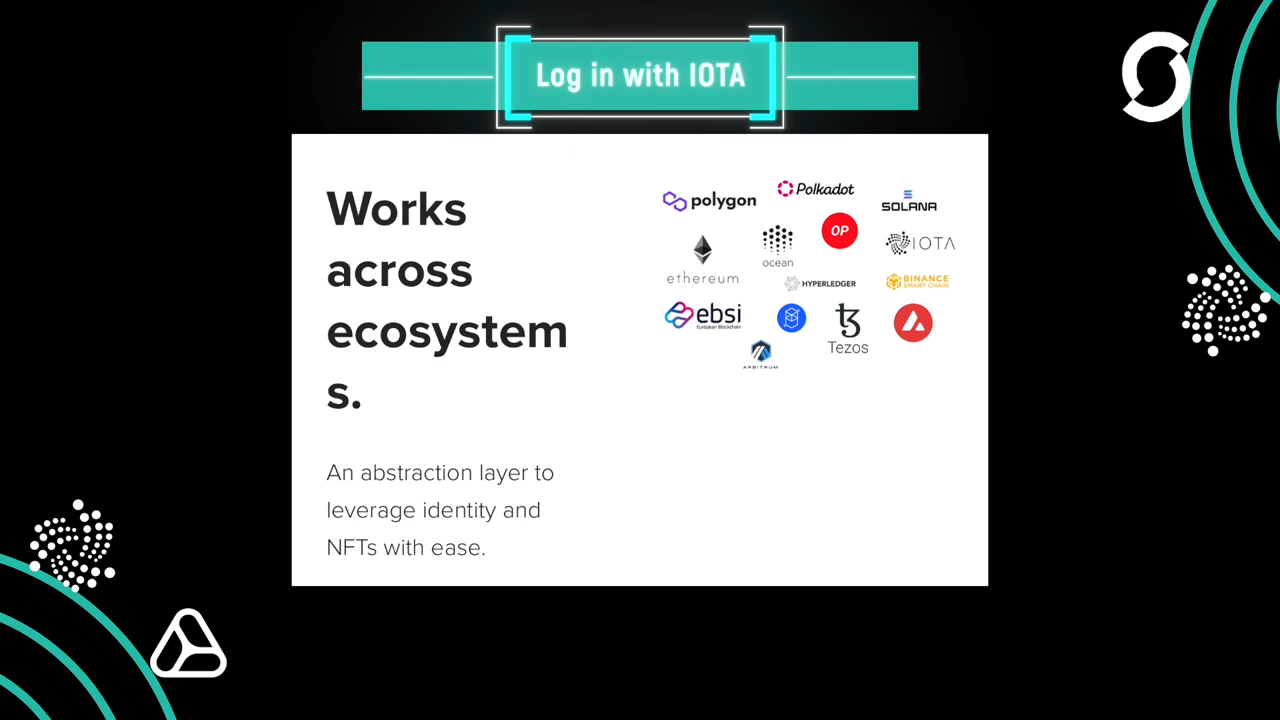 Log in with IOTA
Works
across
ecosystem
s.
An abstraction layer to
leverage identity and
NFTs with ease.
polygon
Polkadot
SOLANA
ethereum
ocean
OP
IOTA
HYPERLEDGER
BINANCE
SMART CHAIN
ebsi
European Blockchain
Tezos
ARBITRUM